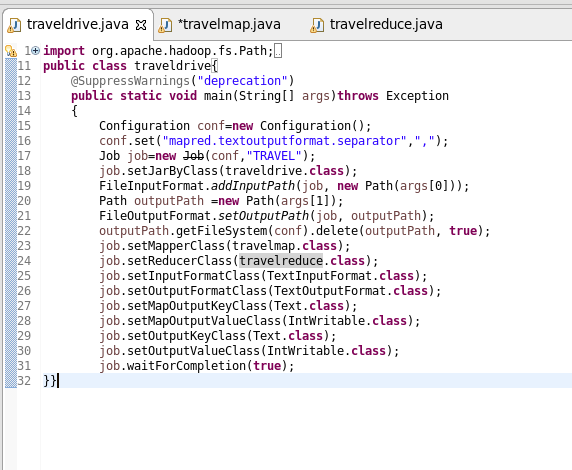 traveldrive.java *travelmap.java travelreduce.java
1 import org.apache.hadoop.fs.Path;
11 public class traveldrive{
12 @SuppressWarnings("deprecation")
13 public static void main(String[] args)throws Exception
14 {
15 Configuration conf=new Configuration();
16 conf.set("mapred.textoutputformat.separator",",");
17 Job job=new Job(conf,"TRAVEL");
18 job.setJarByClass(traveldrive.class);
19 FileInputFormat.addInputPath(job, new Path(args[0]));
20 Path outputPath =new Path(args[1]);
21 FileOutputFormat.setOutputPath(job, outputPath);
22 outputPath.getFileSystem(conf).delete(outputPath, true);
23 job.setMapperClass(travelmap.class);
24 job.setReducerClass(travelreduce.class);
25 job.setInputFormatClass(TextInputFormat.class);
26 job.setOutputFormatClass(TextOutputFormat.class);
27 job.setMapOutputKeyClass(Text.class);
28 job.setMapOutputValueClass(IntWritable.class);
29 job.setOutputKeyClass(Text.class);
30 job.setOutputValueClass(IntWritable.class);
31 job.waitForCompletion(true);
32 }}